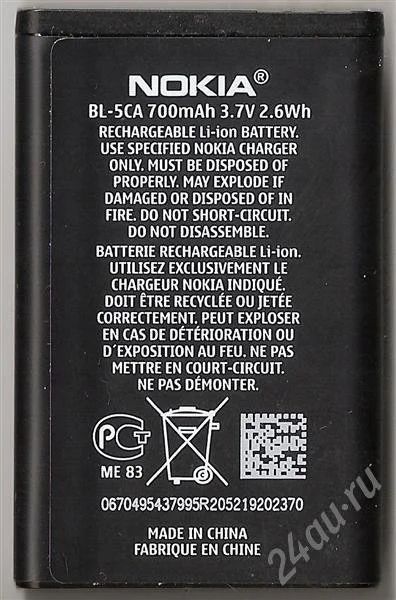 NOKIA®
BL-5CA 700mAh 3.7V 2.6Wh
RECHARGEABLE Li-ion BATTERY.
USE SPECIFIED NOKIA CHARGER
ONLY. MUST BE DISPOSED OF
PROPERLY. MAY EXPLODE IF
DAMAGED OR DISPOSED OF IN
FIRE. DO NOT SHORT-CIRCUIT.
DO NOT DISASSEMBLE.
BATTERIE RECHARGEABLE Li-ion.
UTILISEZ EXCLUSIVEMENT LE
CHARGEUR NOKIA INDIQUÉ.
DOIT ÊTRE RECYCLÉE OU JETÉE
CORRECTEMENT. PEUT EXPLOSER
EN CAS DE DÉTÉRIORATION OU
D´EXPOSITION AU FEU. NE PAS
METTRE EN COURT-CIRCUIT.
NE PAS DÉMONTER.
РСТ
ME 83
0670495437995R205219202370
MADE IN CHINA
FABRIQUE EN CHINE
24au.ru